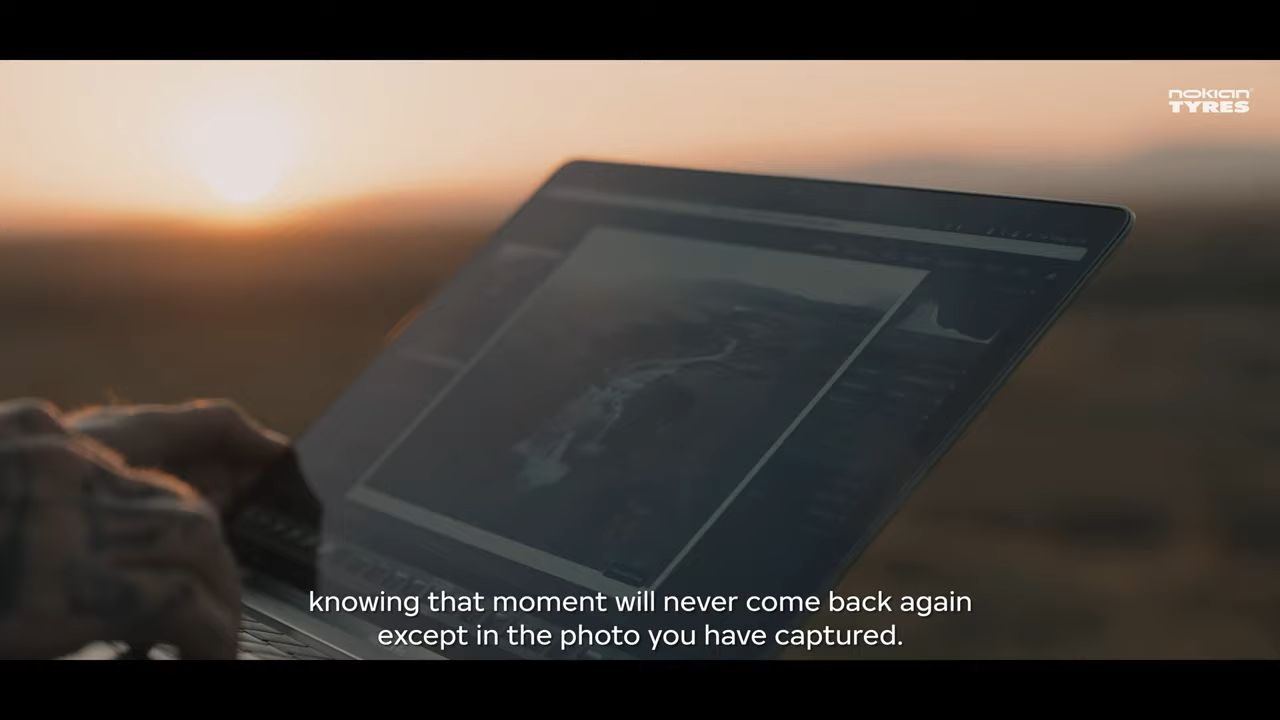 nokian
TYRES
knowing that moment will never come back again
except in the photo you have captured.